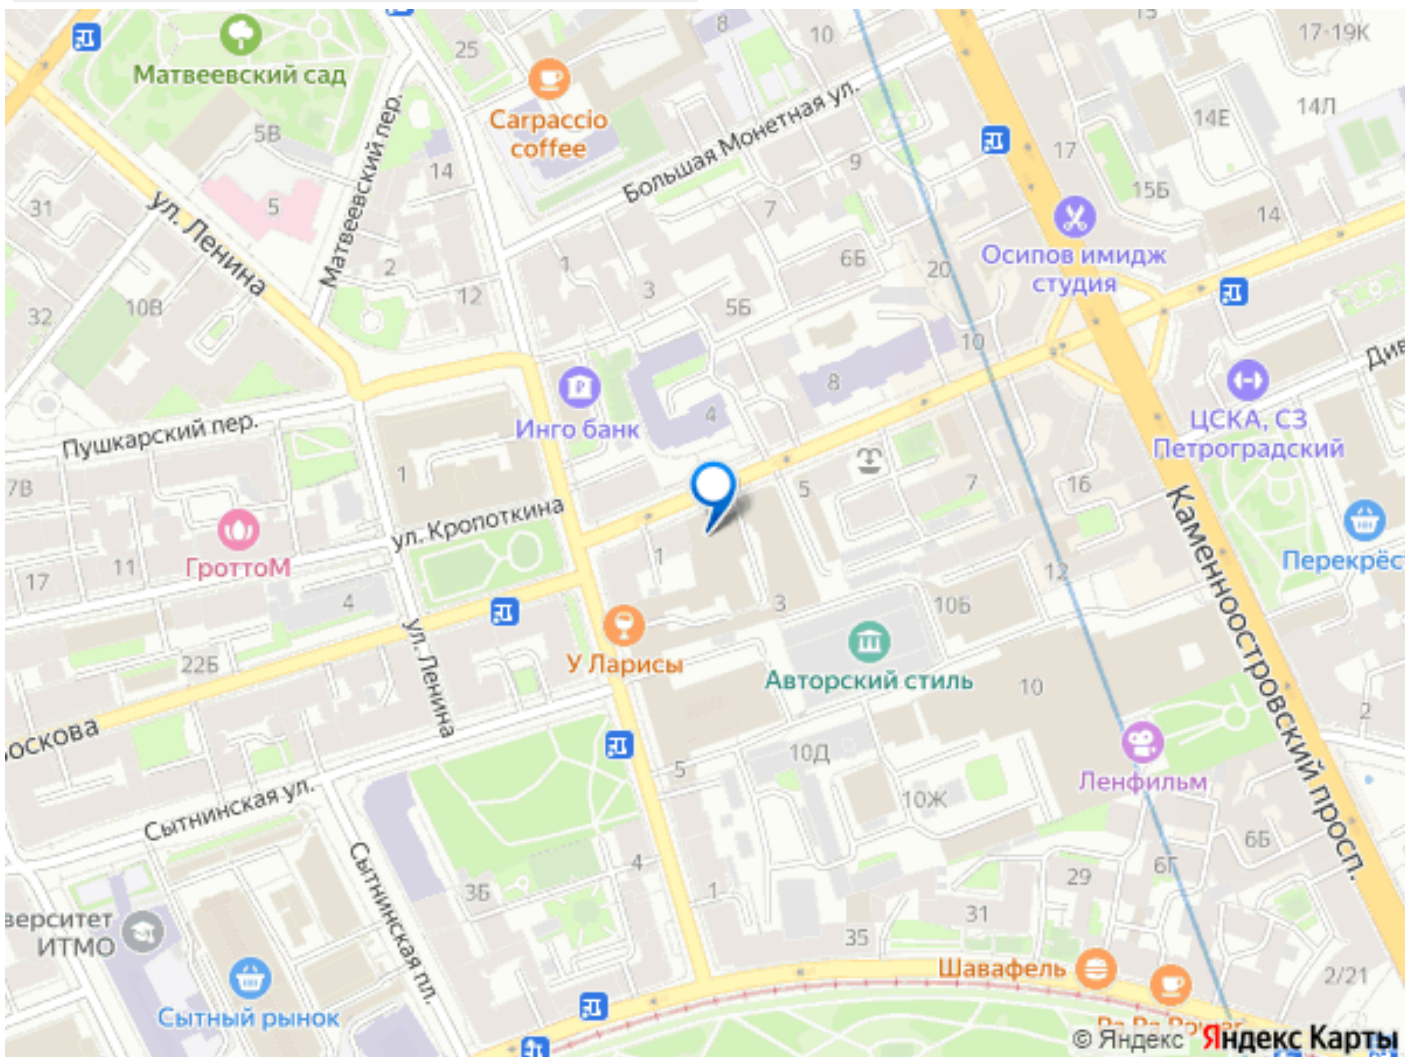 8
10
15
17-19К
25
Матвеевский сад
Carpaccio
coffee
Большая Монетная ул.
14Е
14Л
5В
Матвеевский пер.
14
9
17
15Б
31
5
ул. Ленина
7
14
2
1
6Б
20
Осипов имидж
студия
32
10В
12
3
5Б
10
8
Инго банк
4
ЦСКА, СЗ
Петроградский
Пушкарский пер.
7В
1
5
7
16
ул. Кропоткина
Каменноостровский просп.
ГроттоМ
17
11
4
1
12
Перекрёс
3
10Б
ул. Ленина
22Б
У Ларисы
Авторский стиль
10
2
оскова
5
10Д
Ленфильм
Сытнинская ул.
10Ж
6Б
4
6Г
3Б
1
29
Сытнинская пл.
31
верситет
ИТМО
35
Шавафель
2/21
Сытный рынок
© Яндекс Яндекс Карты